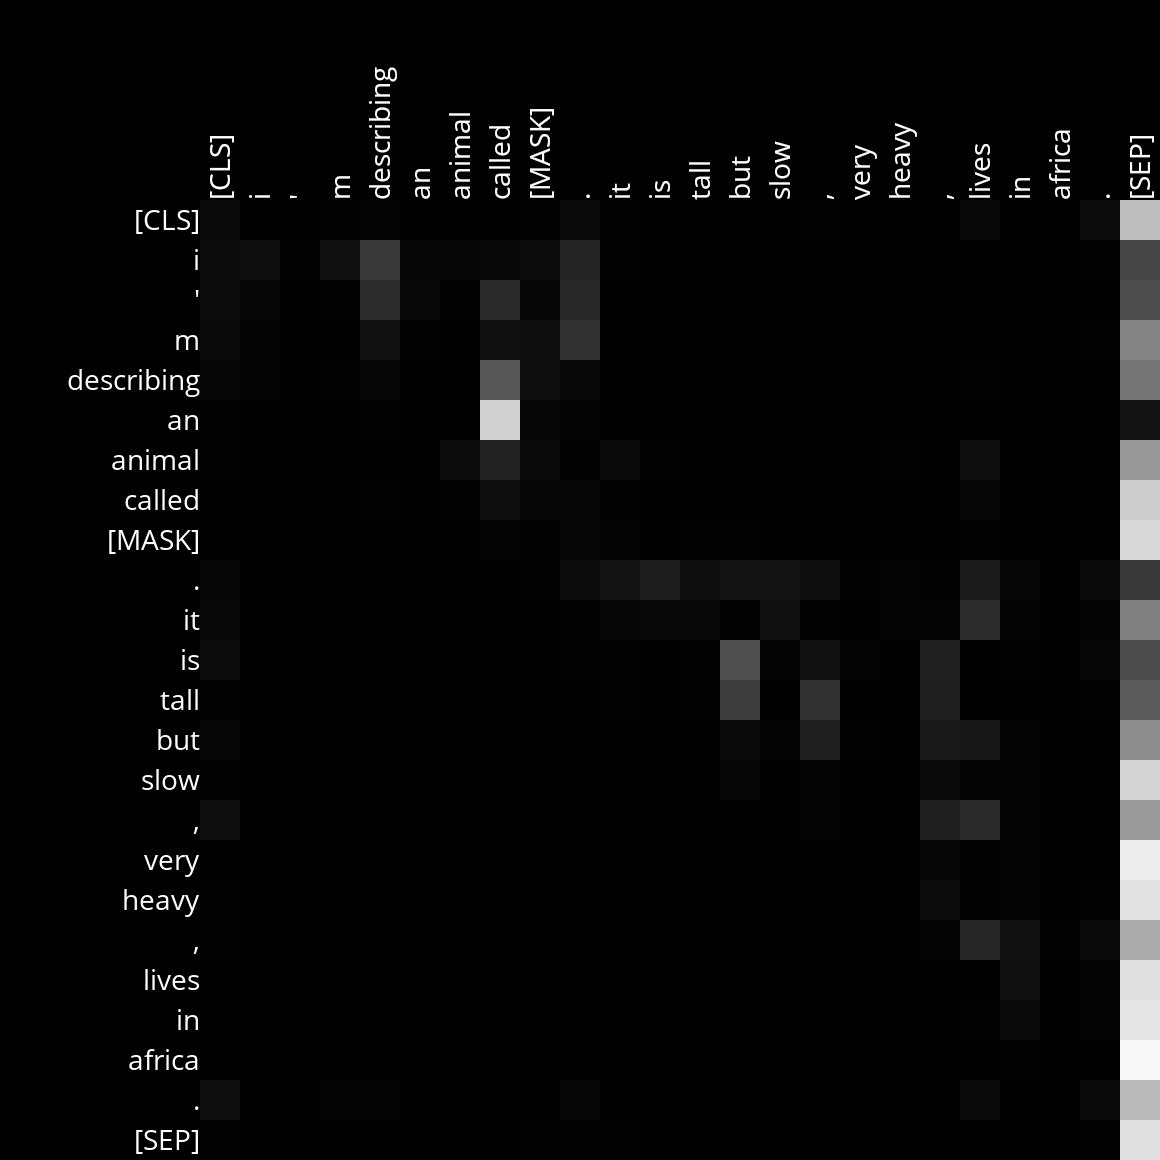 [CLS] i ' m describing an animal called [MASK] . it is tall but slow , very heavy , lives in africa . [SEP]
[CLS]
i
'
m
describing
an
animal
called
[MASK]
.
it
is
tall
but
slow
,
very
heavy
,
lives
in
africa
.
[SEP]